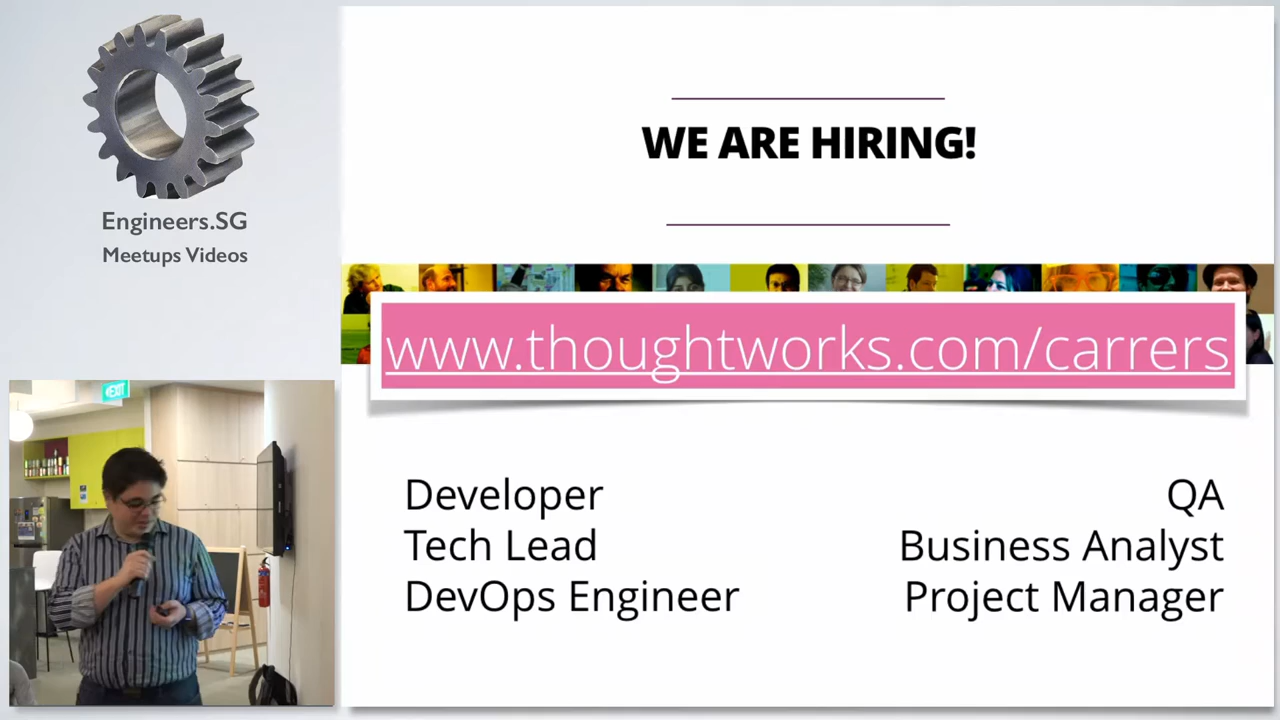 Engineers.SG
Meetups Videos
EXIT
WE ARE HIRING!
www.thoughtworks.com/carrers
Developer
Tech Lead
DevOps Engineer
QA
Business Analyst
Project Manager